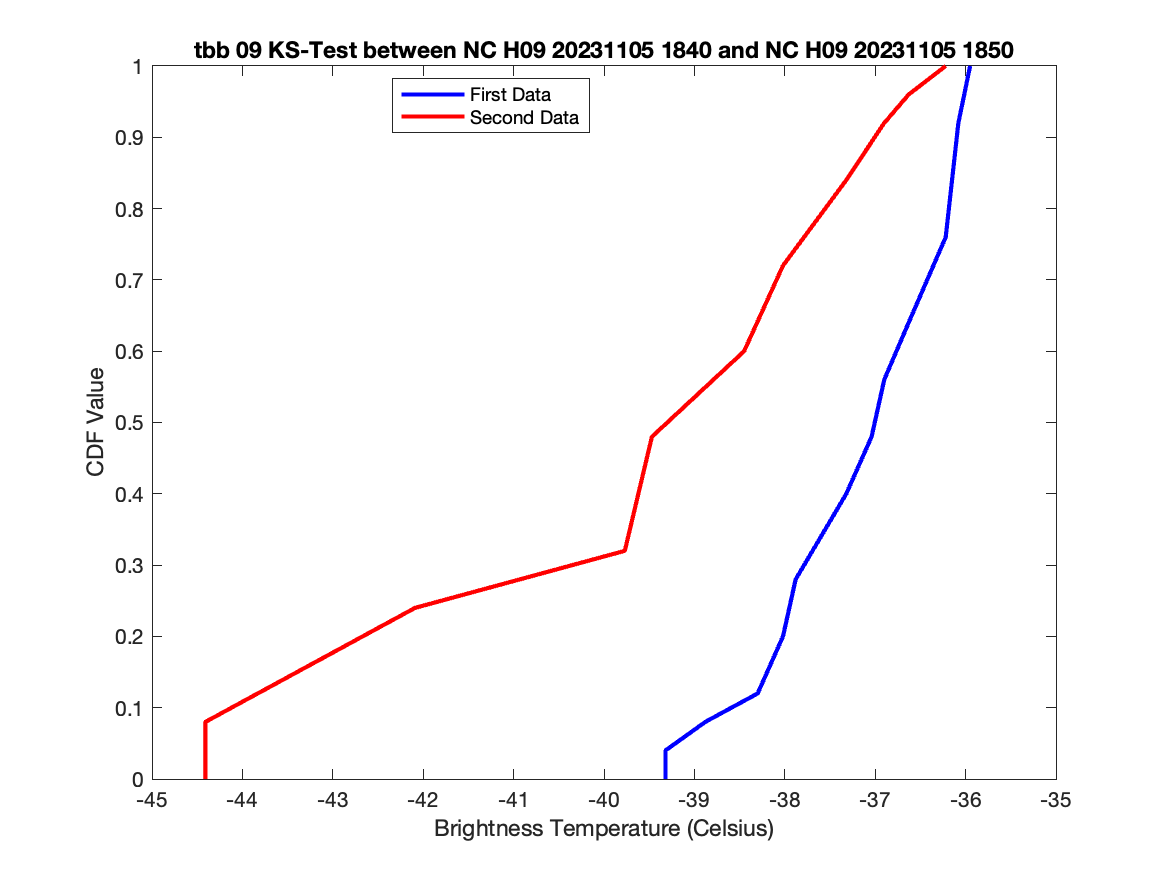 tbb 09 KS-Test between NC H09 20231105 1840 and NC H09 20231105 1850
First Data
Second Data
1
0.9
0.8
0.7
0.6
0.5
0.4
0.3
0.2
0.1
0
CDF Value
-45 -44 -43 -42 -41 -40 -39 -38 -37 -36 -35
Brightness Temperature (Celsius)